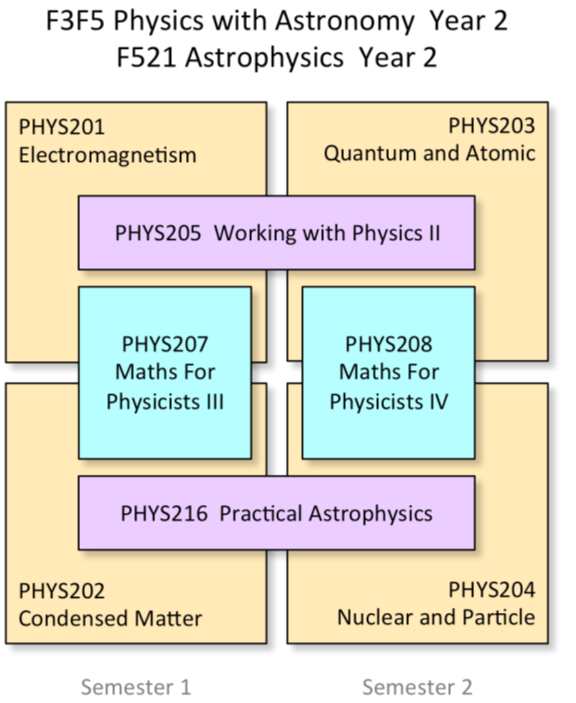 F3F5 Physics with Astronomy  Year 2
F521 Astrophysics  Year 2
PHYS201
Electromagnetism
PHYS203
Quantum and Atomic
PHYS205  Working with Physics II
PHYS207
Maths For
Physicists III
PHYS208
Maths For
Physicists IV
PHYS216  Practical Astrophysics
PHYS202
Condensed Matter
PHYS204
Nuclear and Particle
Semester 1
Semester 2